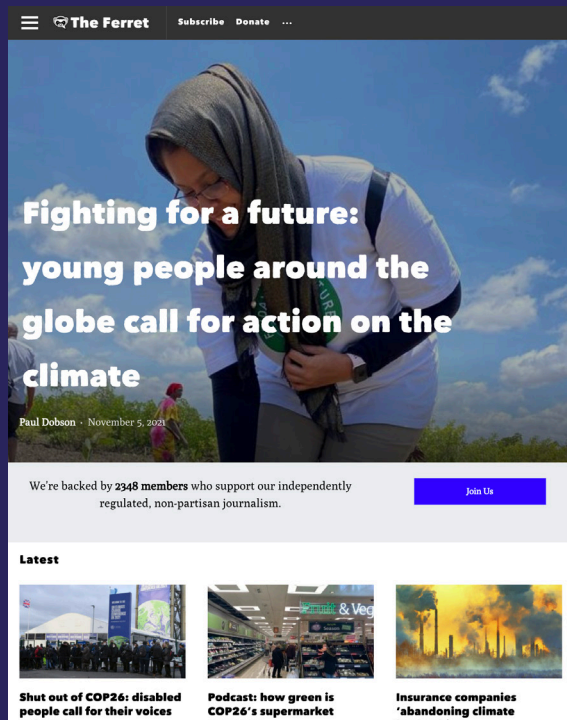 The Ferret
Subscribe Donate ...
Fighting for a future:
young people around the
globe call for action on the
climate
Paul Dobson · November 5, 2021
We're backed by 2348 members who support our independently
regulated, non-partisan journalism.
Join Us
Latest
& Veg
Season
Shut out of COP26: disabled
people call for their voices
Podcast: how green is
COP26's supermarket
Insurance companies
'abandoning climate